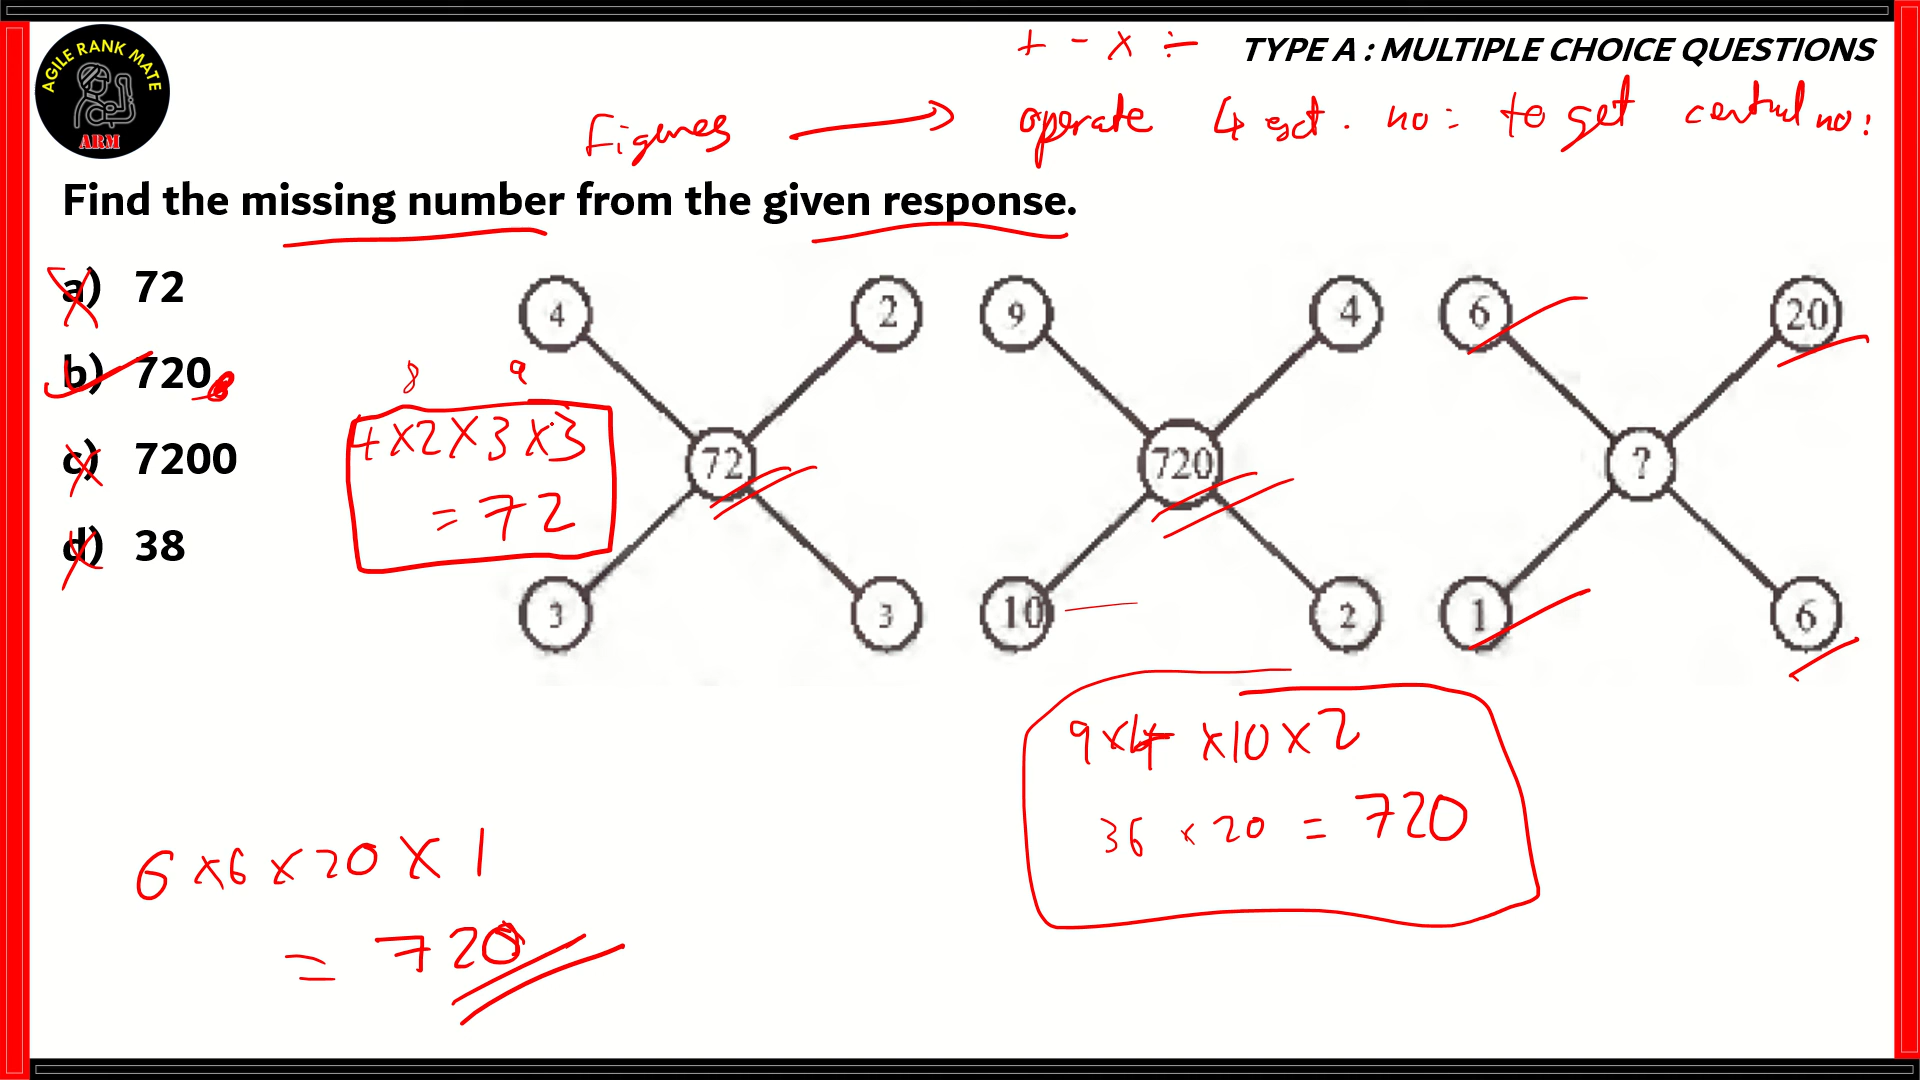 AGILE RANK MATE
ARM
+ - × ÷
TYPE A : MULTIPLE CHOICE QUESTIONS
Figures → operate 4 ext. no: to get central no:
Find the missing number from the given response.
a) 72
b) 720
c) 7200
d) 38
8 9
4×2×3×3
= 72
4 2
72
3 3
9 4
720
10 2
6 20
?
1 6
9×4 ×10×2
36 × 20 = 720
6×6×20×1
= 720